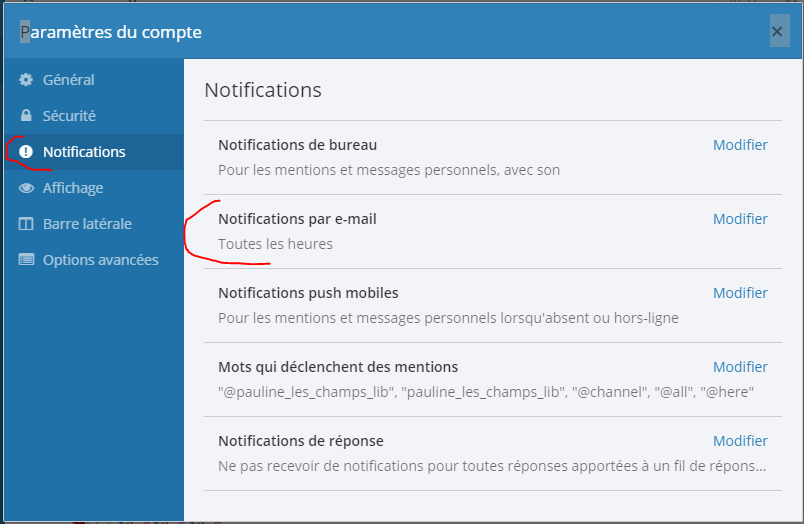 Paramètres du compte
×
Général
Sécurité
Notifications
Affichage
Barre latérale
Options avancées
Notifications
Notifications de bureau Modifier
Pour les mentions et messages personnels, avec son
Notifications par e-mail Modifier
Toutes les heures
Notifications push mobiles Modifier
Pour les mentions et messages personnels lorsqu'absent ou hors-ligne
Mots qui déclenchent des mentions Modifier
"@pauline_les_champs_lib", "pauline_les_champs_lib", "@channel", "@all", "@here"
Notifications de réponse Modifier
Ne pas recevoir de notifications pour toutes réponses apportées à un fil de répons...